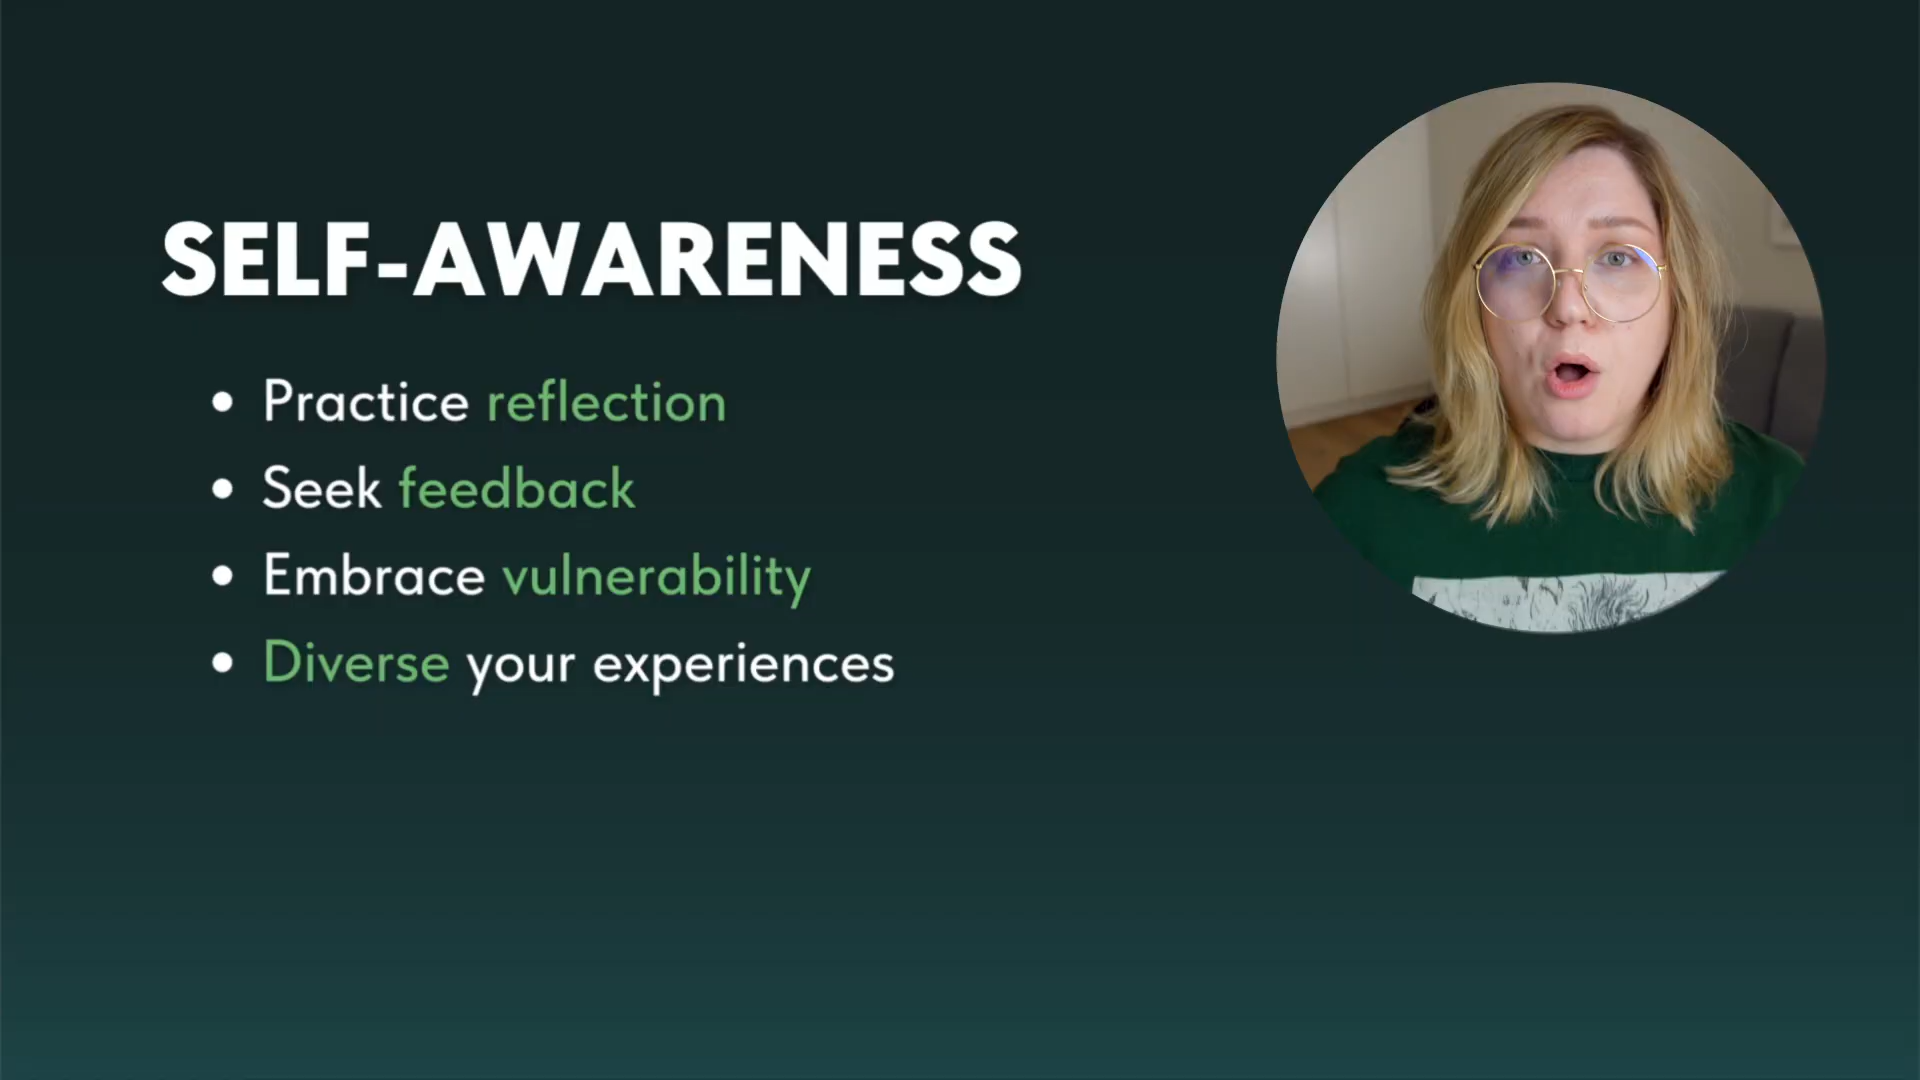 SELF-AWARENESS
• Practice reflection
• Seek feedback
• Embrace vulnerability
• Diverse your experiences